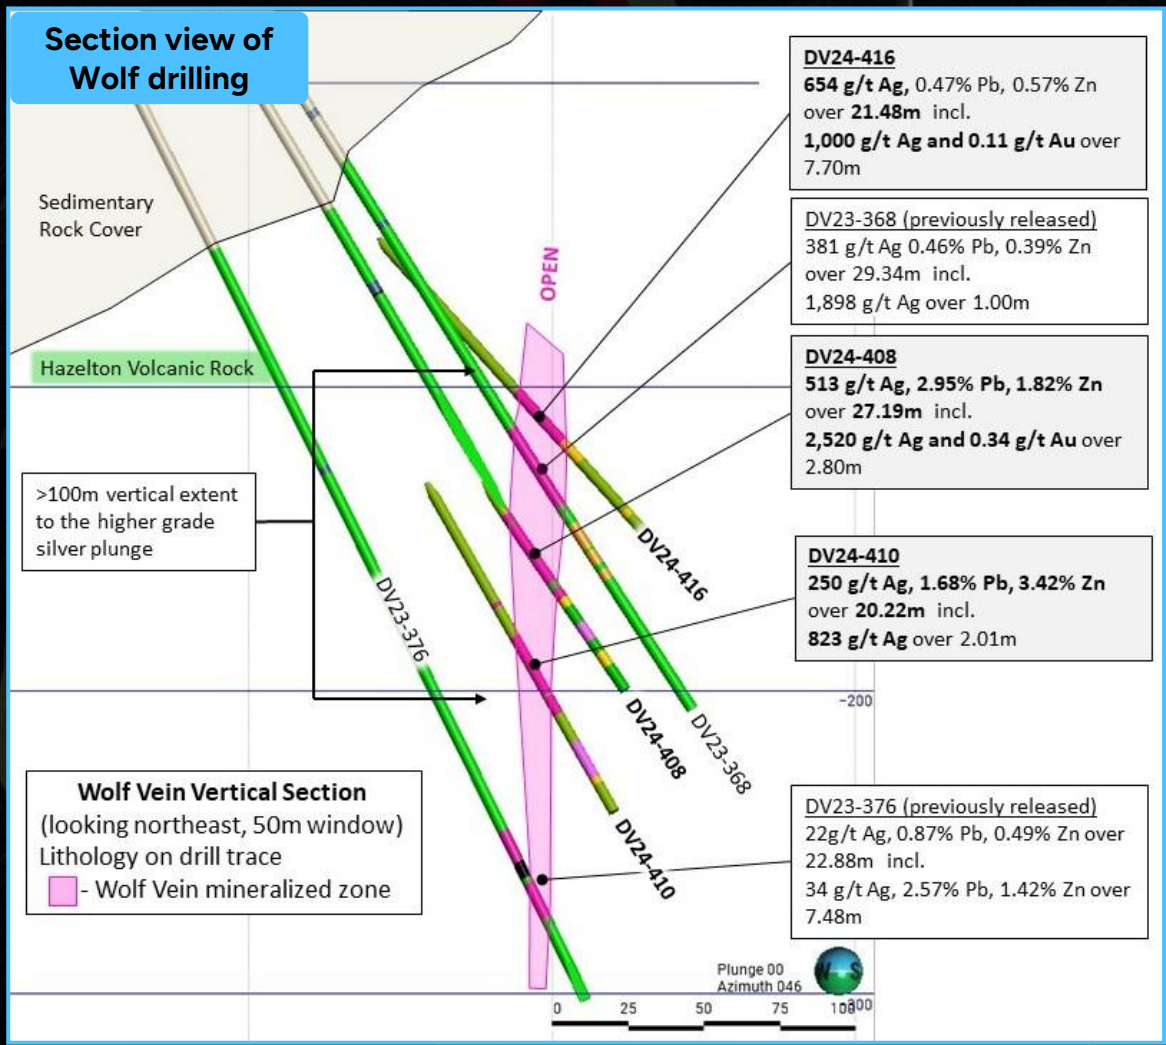 Section view of
Wolf drilling
Sedimentary
Rock Cover
Hazelton Volcanic Rock
OPEN
>100m vertical extent
to the higher grade
silver plunge
DV23-376
DV24-416
DV23-368
DV24-408
DV24-410
DV24-416
654 g/t Ag, 0.47% Pb, 0.57% Zn
over 21.48m incl.
1,000 g/t Ag and 0.11 g/t Au over
7.70m
DV23-368 (previously released)
381 g/t Ag 0.46% Pb, 0.39% Zn
over 29.34m incl.
1,898 g/t Ag over 1.00m
DV24-408
513 g/t Ag, 2.95% Pb, 1.82% Zn
over 27.19m incl.
2,520 g/t Ag and 0.34 g/t Au over
2.80m
DV24-410
250 g/t Ag, 1.68% Pb, 3.42% Zn
over 20.22m incl.
823 g/t Ag over 2.01m
-200
DV23-376 (previously released)
22g/t Ag, 0.87% Pb, 0.49% Zn over
22.88m incl.
34 g/t Ag, 2.57% Pb, 1.42% Zn over
7.48m
Wolf Vein Vertical Section
(looking northeast, 50m window)
Lithology on drill trace
- Wolf Vein mineralized zone
Plunge 00
Azimuth 046
W S
0 25 50 75 100
-300